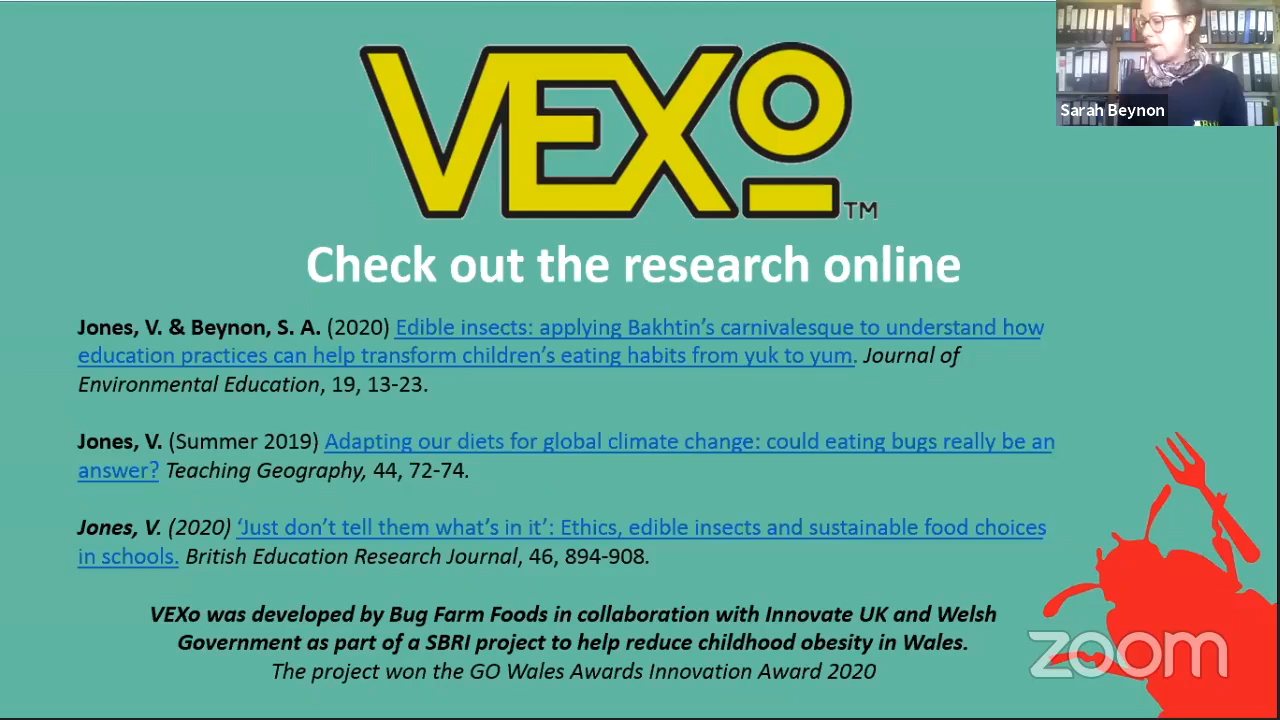 VEXo
TM
Sarah Beynon
Check out the research online
Jones, V. & Beynon, S. A. (2020) Edible insects: applying Bakhtin’s carnivalesque to understand how
education practices can help transform children’s eating habits from yuk to yum. Journal of
Environmental Education, 19, 13-23.
Jones, V. (Summer 2019) Adapting our diets for global climate change: could eating bugs really be an
answer? Teaching Geography, 44, 72-74.
Jones, V. (2020) ‘Just don’t tell them what’s in it’: Ethics, edible insects and sustainable food choices
in schools. British Education Research Journal, 46, 894-908.
VEXo was developed by Bug Farm Foods in collaboration with Innovate UK and Welsh
Government as part of a SBRI project to help reduce childhood obesity in Wales.
The project won the GO Wales Awards Innovation Award 2020
zoom